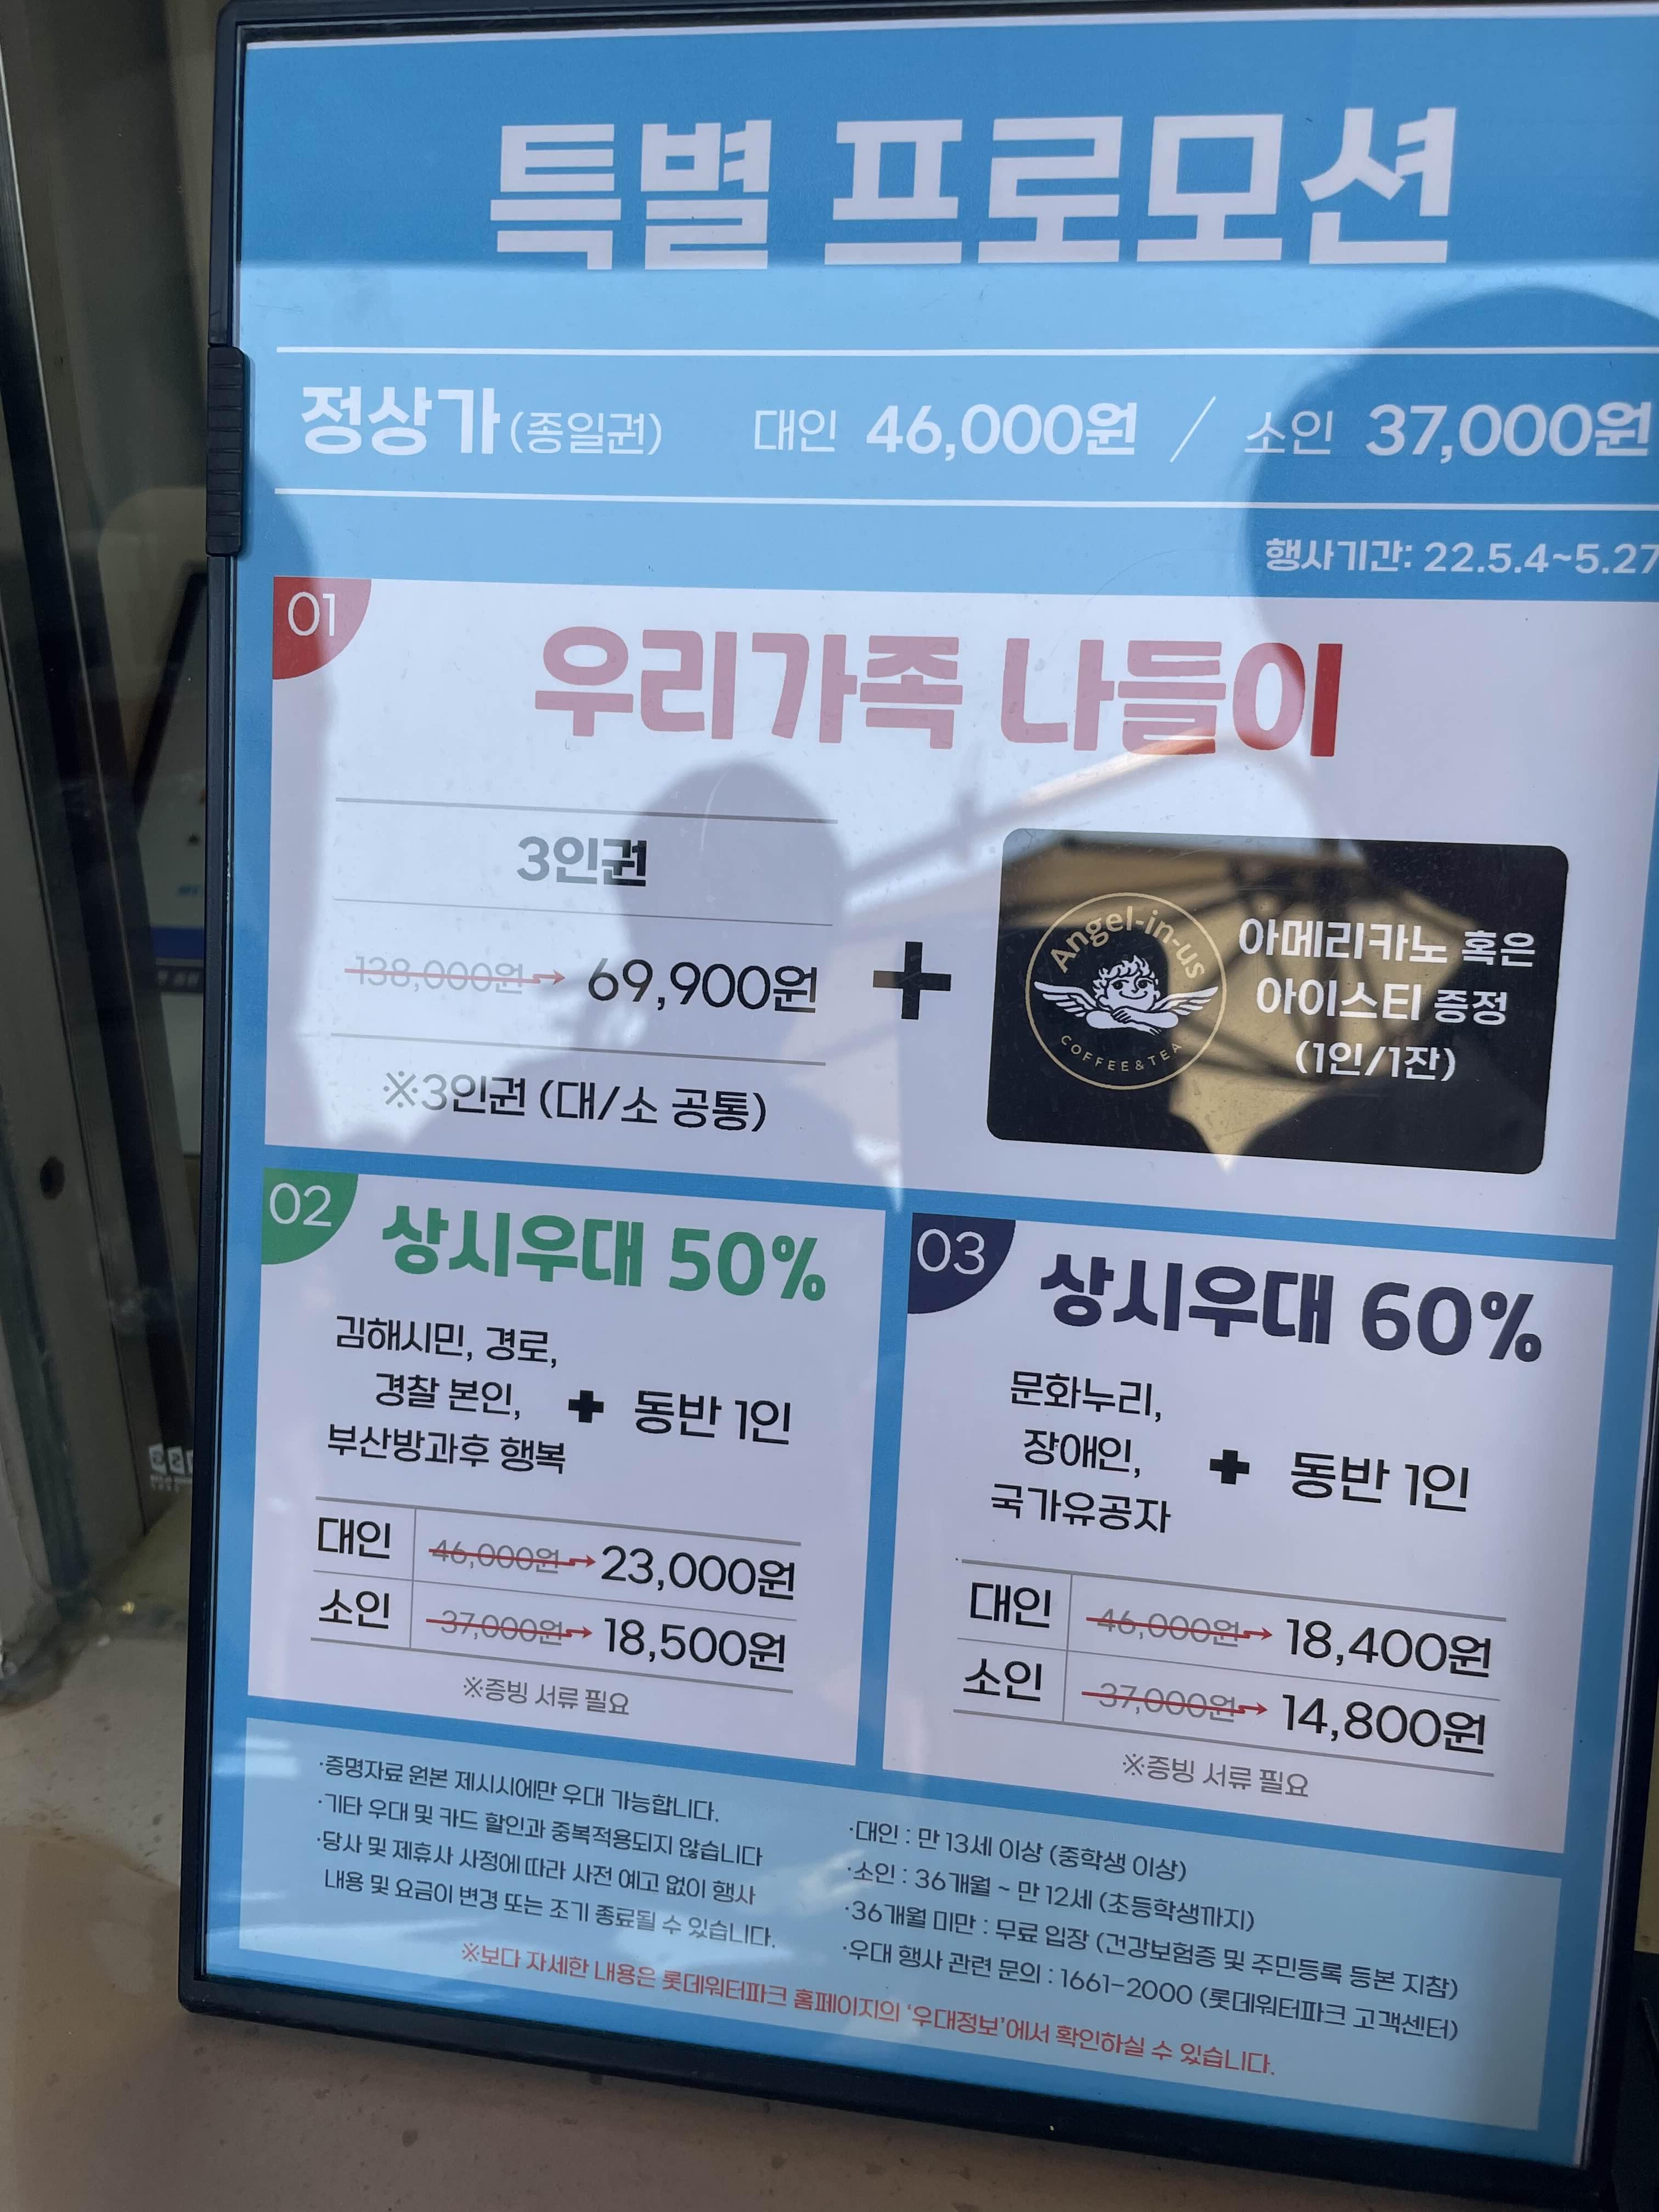 특별 프로모션
정상가(종일권) 대인 46,000원 / 소인 37,000원
행사기간: 22.5.4~5.27
01
우리가족 나들이
3인권
138,000원→ 69,900원
※3인권 (대/소 공통)
+
Angel-in-us
COFFEE&TEA
아메리카노 혹은
아이스티 증정
(1인/1잔)
02
상시우대 50%
김해시민, 경로,
경찰 본인,
부산방과후 행복
+ 동반 1인
대인 46,000원→23,000원
소인 37,000원→18,500원
※증빙 서류 필요
03
상시우대 60%
문화누리,
장애인,
국가유공자
+ 동반 1인
대인 46,000원→18,400원
소인 37,000원→14,800원
※증빙 서류 필요
·증명자료 원본 제시시에만 우대 가능합니다.
·기타 우대 및 카드 할인과 중복적용되지 않습니다
·당사 및 제휴사 사정에 따라 사전 예고 없이 행사
내용 및 요금이 변경 또는 조기 종료될 수 있습니다.
·대인 : 만 13세 이상 (중학생 이상)
·소인 : 36개월 ~ 만 12세 (초등학생까지)
·36개월 미만 : 무료 입장 (건강보험증 및 주민등록 등본 지참)
·우대 행사 관련 문의 : 1661-2000 (롯데워터파크 고객센터)
※보다 자세한 내용은 롯데워터파크 홈페이지의 '우대정보'에서 확인하실 수 있습니다.